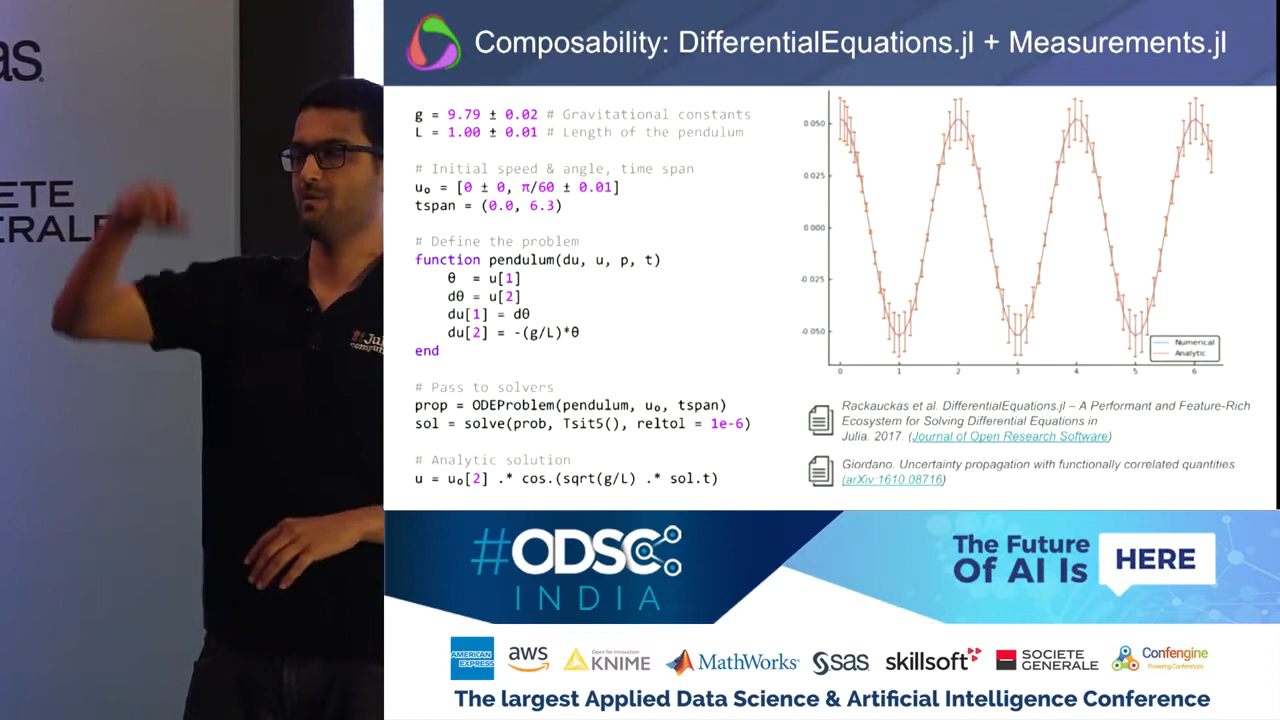 as
ETE
ERALE
Composability: DifferentialEquations.jl + Measurements.jl
g = 9.79 ± 0.02 # Gravitational constants
L = 1.00 ± 0.01 # Length of the pendulum
# Initial speed & angle, time span
u₀ = [0 ± 0, π/60 ± 0.01]
tspan = (0.0, 6.3)
# Define the problem
function pendulum(du, u, p, t)
θ = u[1]
dθ = u[2]
du[1] = dθ
du[2] = -(g/L)*θ
end
# Pass to solvers
prop = ODEProblem(pendulum, u₀, tspan)
sol = solve(prob, Tsit5(), reltol = 1e-6)
# Analytic solution
u = u₀[2] .* cos.(sqrt(g/L) .* sol.t)
0.050
0.025
0.000
-0.025
-0.050
0 1 2 3 4 5 6
Numerical
Analytic
Rackauckas et al. DifferentialEquations.jl – A Performant and Feature-Rich
Ecosystem for Solving Differential Equations in
Julia. 2017. (Journal of Open Research Software)
Giordano. Uncertainty propagation with functionally correlated quantities
(arXiv:1610.08716)
#ODSC
INDIA
The Future
Of AI Is HERE
AMERICAN EXPRESS
aws
Open for Innovation
KNIME
MathWorks®
sas
skillsoft
SOCIETE
GENERALE
Confengine
Powering Conferences
The largest Applied Data Science & Artificial Intelligence Conference